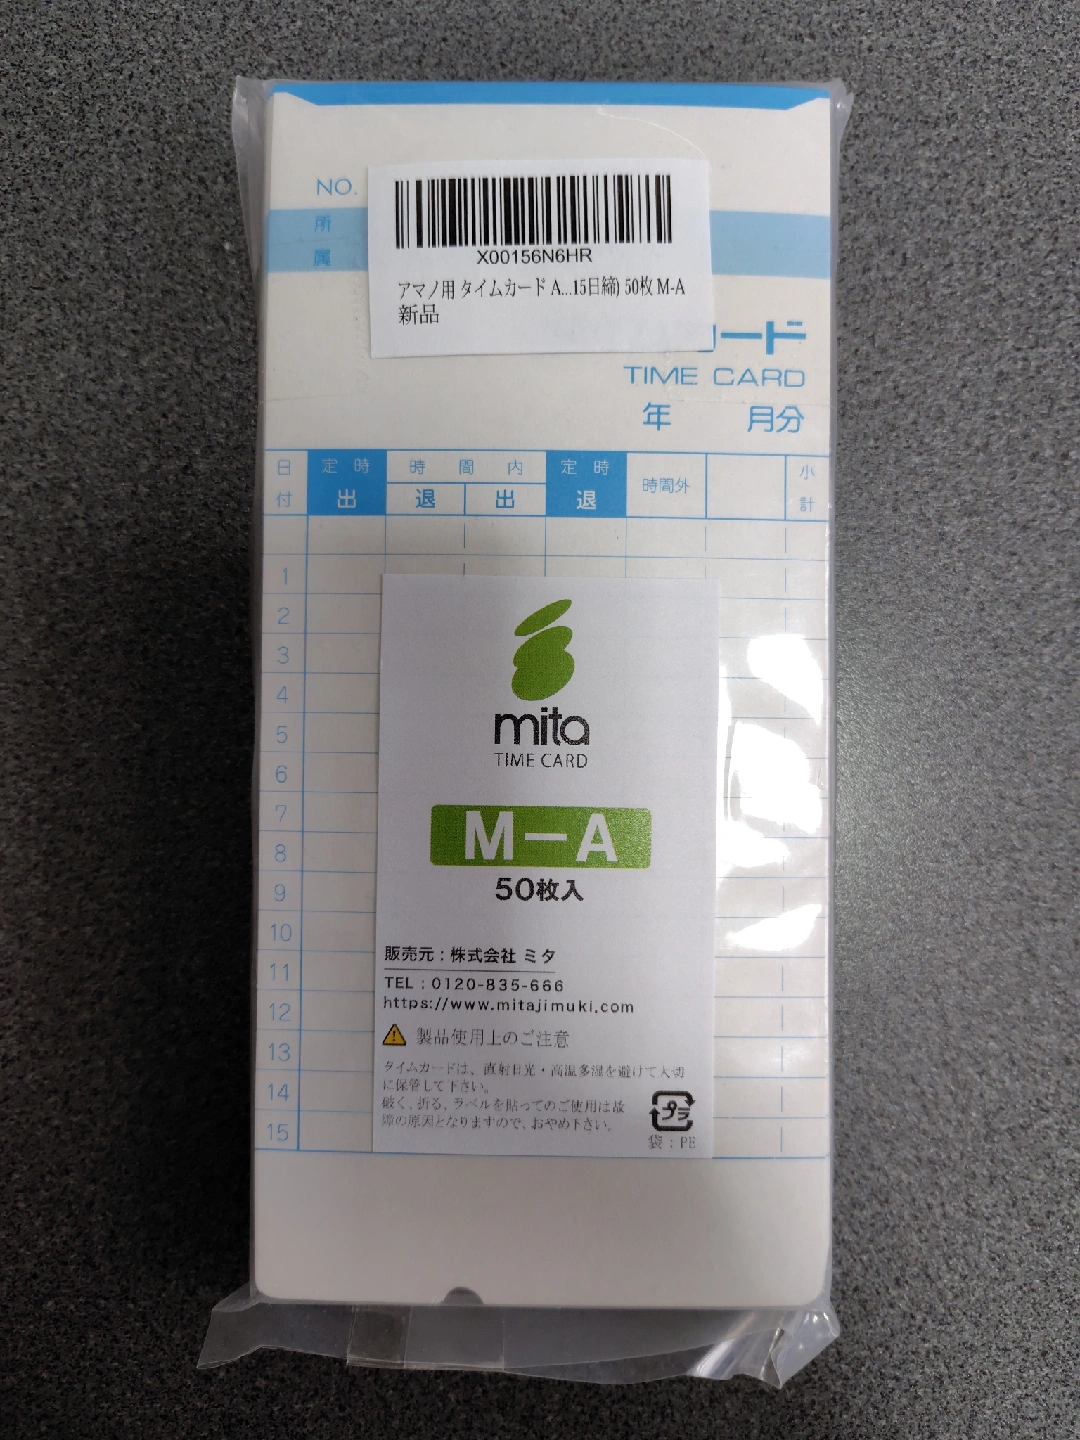 NO.
所
属
X00156N6HR
アマノ用 タイムカード A...15日締) 50枚 M-A
新品
カード
TIME CARD
年 月分
日付 定時 時間内 定時 時間外 小計
出 退 出 退
1
2
3
4
5
6
7
8
9
10
11
12
13
14
15
mita
TIME CARD
M-A
50枚入
販売元：株式会社 ミタ
TEL：0120-835-666
https://www.mitajimuki.com
製品使用上のご注意
タイムカードは、直射日光・高温多湿を避けて大切
に保管して下さい。
破く、折る、ラベルを貼ってのご使用は故
障の原因となりますので、おやめ下さい。
プラ
袋：PE